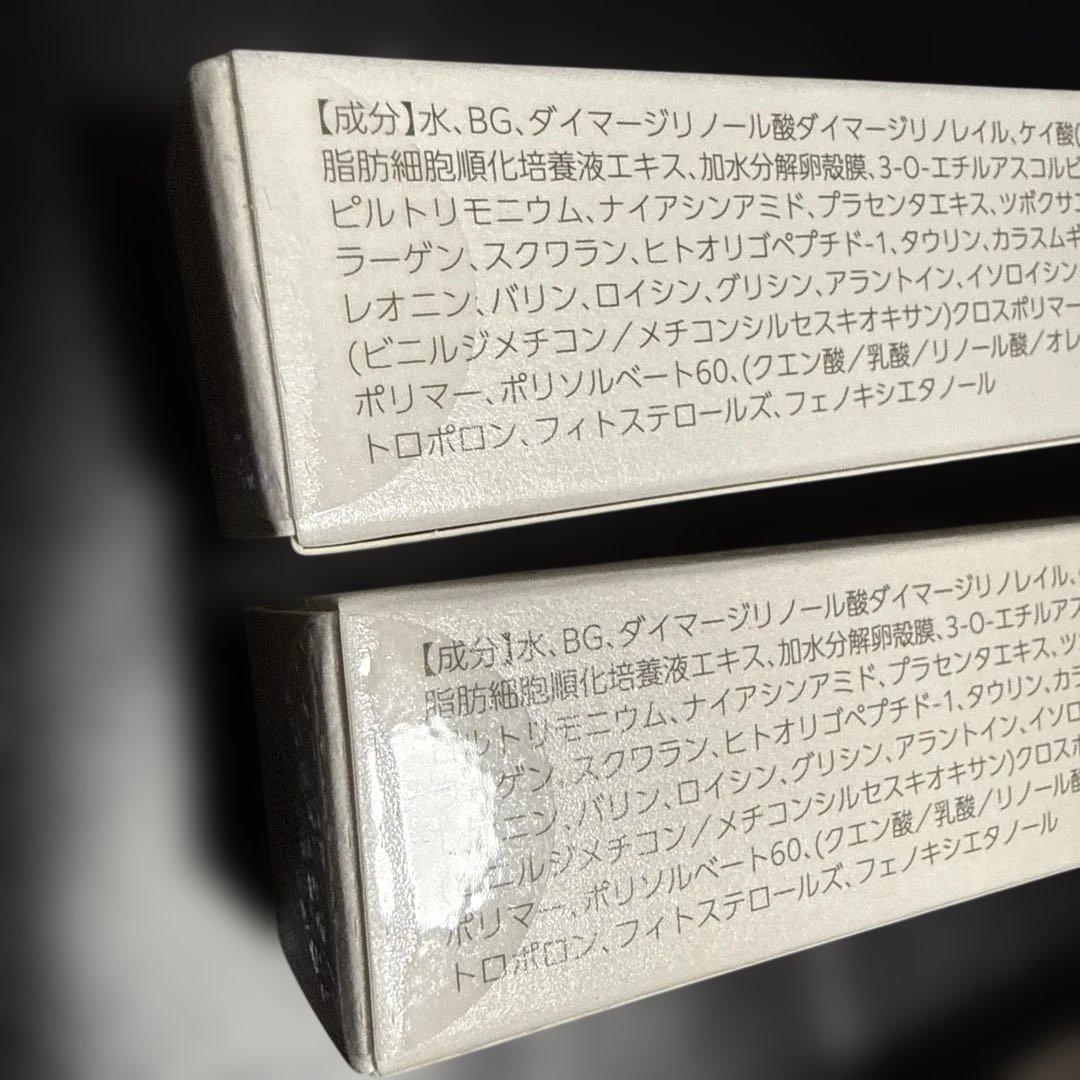 【成分】水、BG、ダイマージリノール酸ダイマージリノレイル、ケイ酸(
脂肪細胞順化培養液エキス、加水分解卵殻膜、3-O-エチルアスコルビ
ピルトリモニウム、ナイアシンアミド、プラセンタエキス、ツボクサエ
ラーゲン、スクワラン、ヒトオリゴペプチド-1、タウリン、カラスムギ
レオニン、バリン、ロイシン、グリシン、アラントイン、イソロイシン、
(ビニルジメチコン/メチコンシルセスキオキサン)クロスポリマー
ポリマー、ポリソルベート60、(クエン酸/乳酸/リノール酸/オレ
トロポロン、フィトステロールズ、フェノキシエタノール
【成分】水、BG、ダイマージリノール酸ダイマージリノレイル、
脂肪細胞順化培養液エキス、加水分解卵殻膜、3-O-エチルアス
ピルトリモニウム、ナイアシンアミド、プラセンタエキス、ツ
ゲン、スクワラン、ヒトオリゴペプチド-1、タウリン、カラ
ニン、バリン、ロイシン、グリシン、アラントイン、イソロ
ニルジメチコン/メチコンシルセスキオキサン)クロスポ
ポリマー、ポリソルベート60、(クエン酸/乳酸/リノール酸
トロポロン、フィトステロールズ、フェノキシエタノール